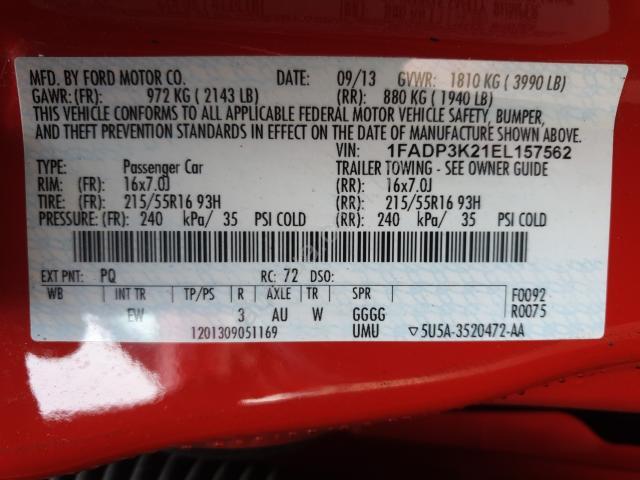 MFD. BY FORD MOTOR CO. DATE: 09/13 GVWR: 1810 KG ( 3990 LB)
GAWR: (FR): 972 KG ( 2143 LB) (RR): 880 KG ( 1940 LB)
THIS VEHICLE CONFORMS TO ALL APPLICABLE FEDERAL MOTOR VEHICLE SAFETY, BUMPER,
AND THEFT PREVENTION STANDARDS IN EFFECT ON THE DATE OF MANUFACTURE SHOWN ABOVE.
VIN: 1FADP3K21EL157562
TYPE: Passenger Car TRAILER TOWING - SEE OWNER GUIDE
RIM: (FR): 16x7.0J (RR): 16x7.0J
TIRE: (FR): 215/55R16 93H (RR): 215/55R16 93H
PRESSURE: (FR): 240 kPa/ 35 PSI COLD (RR): 240 kPa/ 35 PSI COLD
EXT PNT: PQ RC: 72 DSO:
WB INT TR TP/PS R AXLE TR SPR F0092
EW 3 AU W GGGG R0075
1201309051169 UMU ▽5U5A-3520472-AA